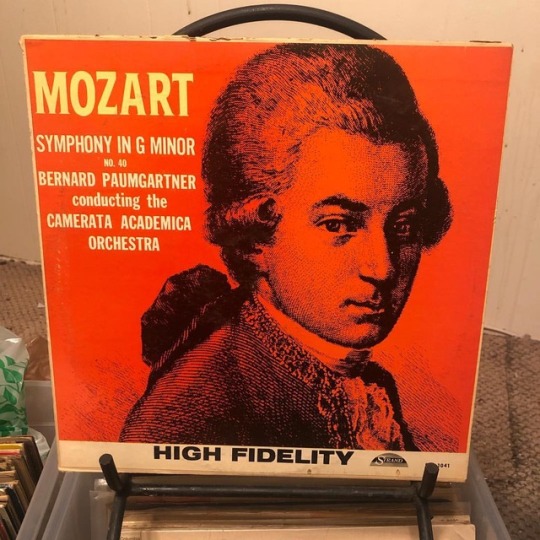 MOZART
SYMPHONY IN G MINOR
NO. 40
BERNARD PAUMGARTNER
conducting the
CAMERATA ACADEMICA
ORCHESTRA
HIGH FIDELITY